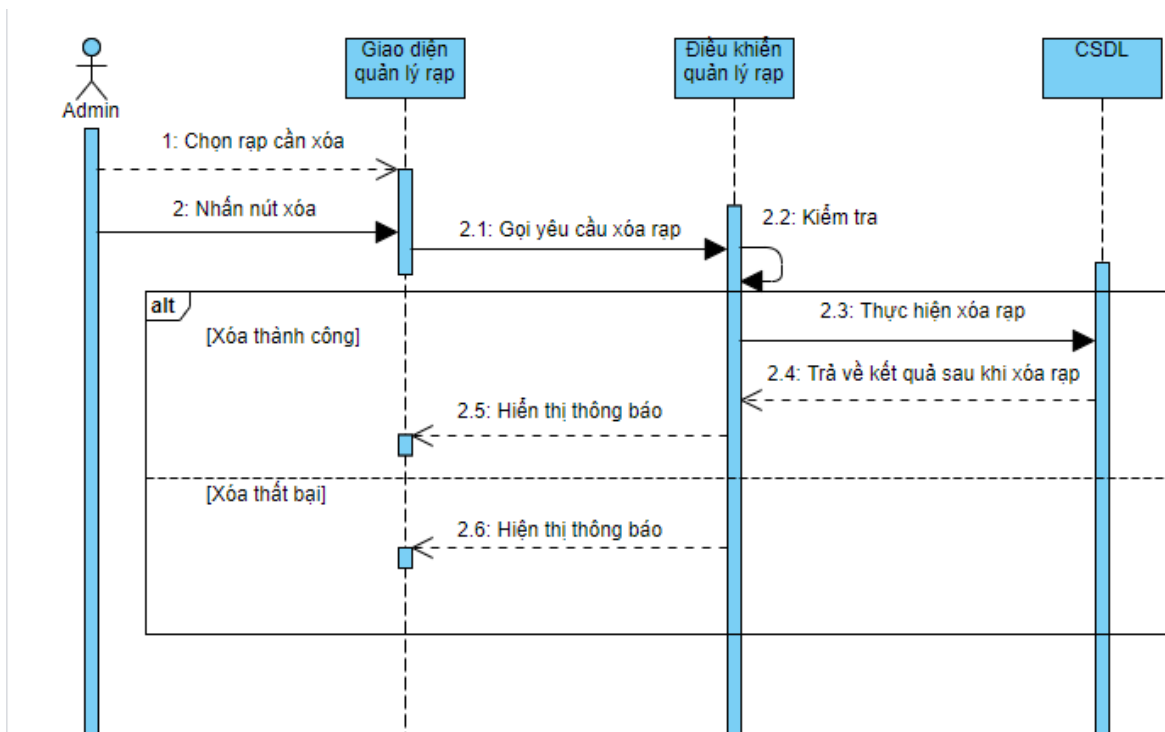 Giao diện
quản lý rạp
Điều khiển
quản lý rạp
CSDL
Admin
1: Chọn rạp cần xóa
2: Nhấn nút xóa
2.1: Gọi yêu cầu xóa rạp
2.2: Kiểm tra
alt
[Xóa thành công]
2.3: Thực hiện xóa rạp
2.4: Trả về kết quả sau khi xóa rạp
2.5: Hiển thị thông báo
[Xóa thất bại]
2.6: Hiện thị thông báo